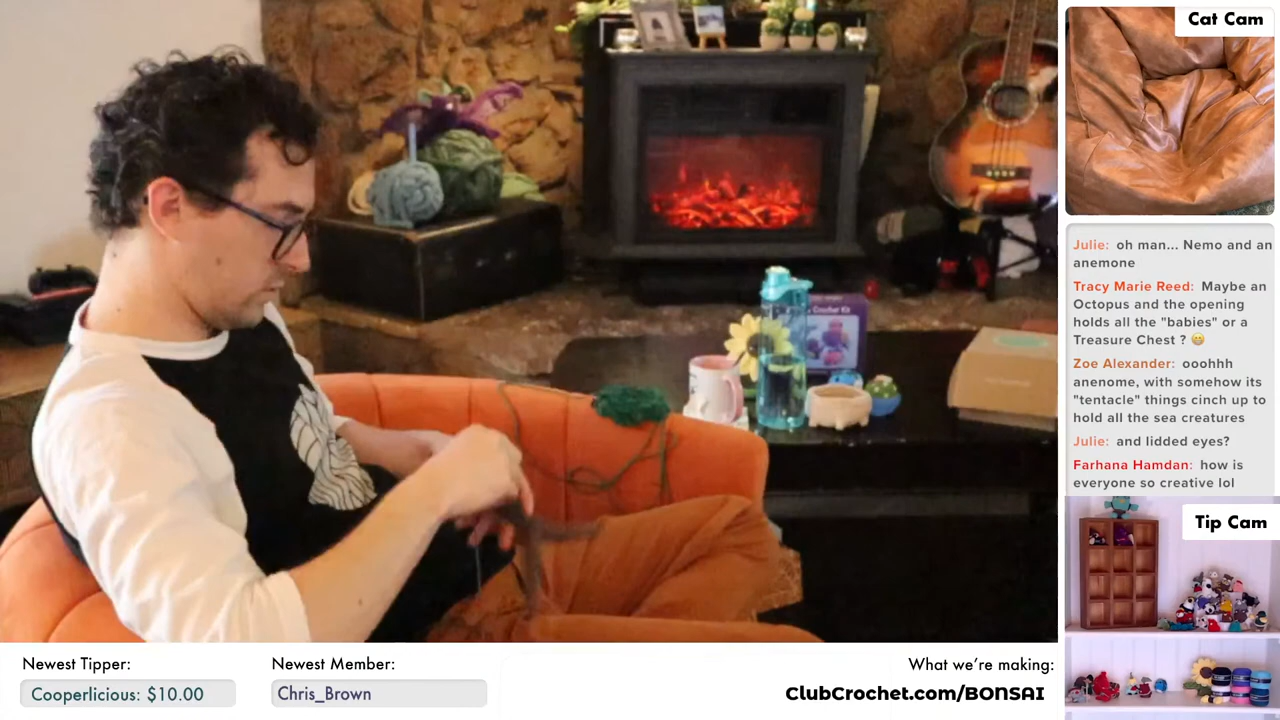 Cat Cam
Julie: oh man... Nemo and an
anemone
Tracy Marie Reed: Maybe an
Octopus and the opening
holds all the "babies" or a
Treasure Chest ? 😁
Zoe Alexander: ooohhh
anenome, with somehow its
"tentacle" things cinch up to
hold all the sea creatures
Julie: and lidded eyes?
Farhana Hamdan: how is
everyone so creative lol
Tip Cam
Crochet Kit
Newest Tipper:
Cooperlicious: $10.00
Newest Member:
Chris_Brown
What we're making:
ClubCrochet.com/BONSAI